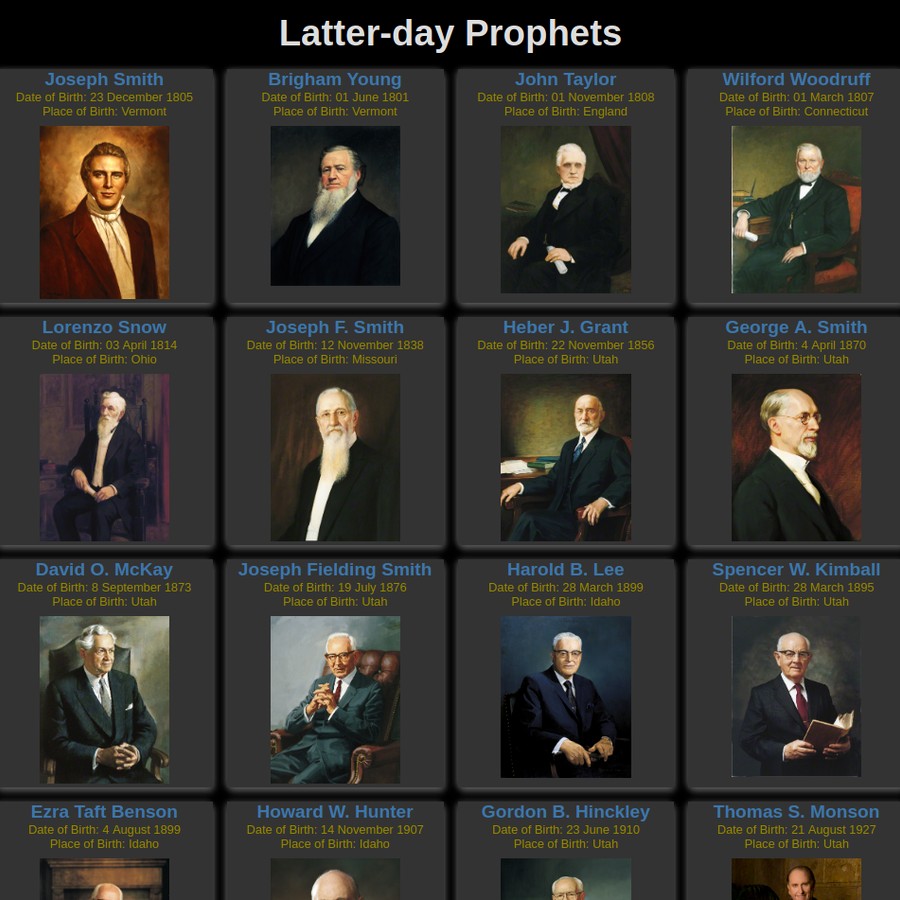 Latter-day Prophets
Joseph Smith
Date of Birth: 23 December 1805
Place of Birth: Vermont
Brigham Young
Date of Birth: 01 June 1801
Place of Birth: Vermont
John Taylor
Date of Birth: 01 November 1808
Place of Birth: England
Wilford Woodruff
Date of Birth: 01 March 1807
Place of Birth: Connecticut
Lorenzo Snow
Date of Birth: 03 April 1814
Place of Birth: Ohio
Joseph F. Smith
Date of Birth: 12 November 1838
Place of Birth: Missouri
Heber J. Grant
Date of Birth: 22 November 1856
Place of Birth: Utah
George A. Smith
Date of Birth: 4 April 1870
Place of Birth: Utah
David O. McKay
Date of Birth: 8 September 1873
Place of Birth: Utah
Joseph Fielding Smith
Date of Birth: 19 July 1876
Place of Birth: Utah
Harold B. Lee
Date of Birth: 28 March 1899
Place of Birth: Idaho
Spencer W. Kimball
Date of Birth: 28 March 1895
Place of Birth: Utah
Ezra Taft Benson
Date of Birth: 4 August 1899
Place of Birth: Idaho
Howard W. Hunter
Date of Birth: 14 November 1907
Place of Birth: Idaho
Gordon B. Hinckley
Date of Birth: 23 June 1910
Place of Birth: Utah
Thomas S. Monson
Date of Birth: 21 August 1927
Place of Birth: Utah